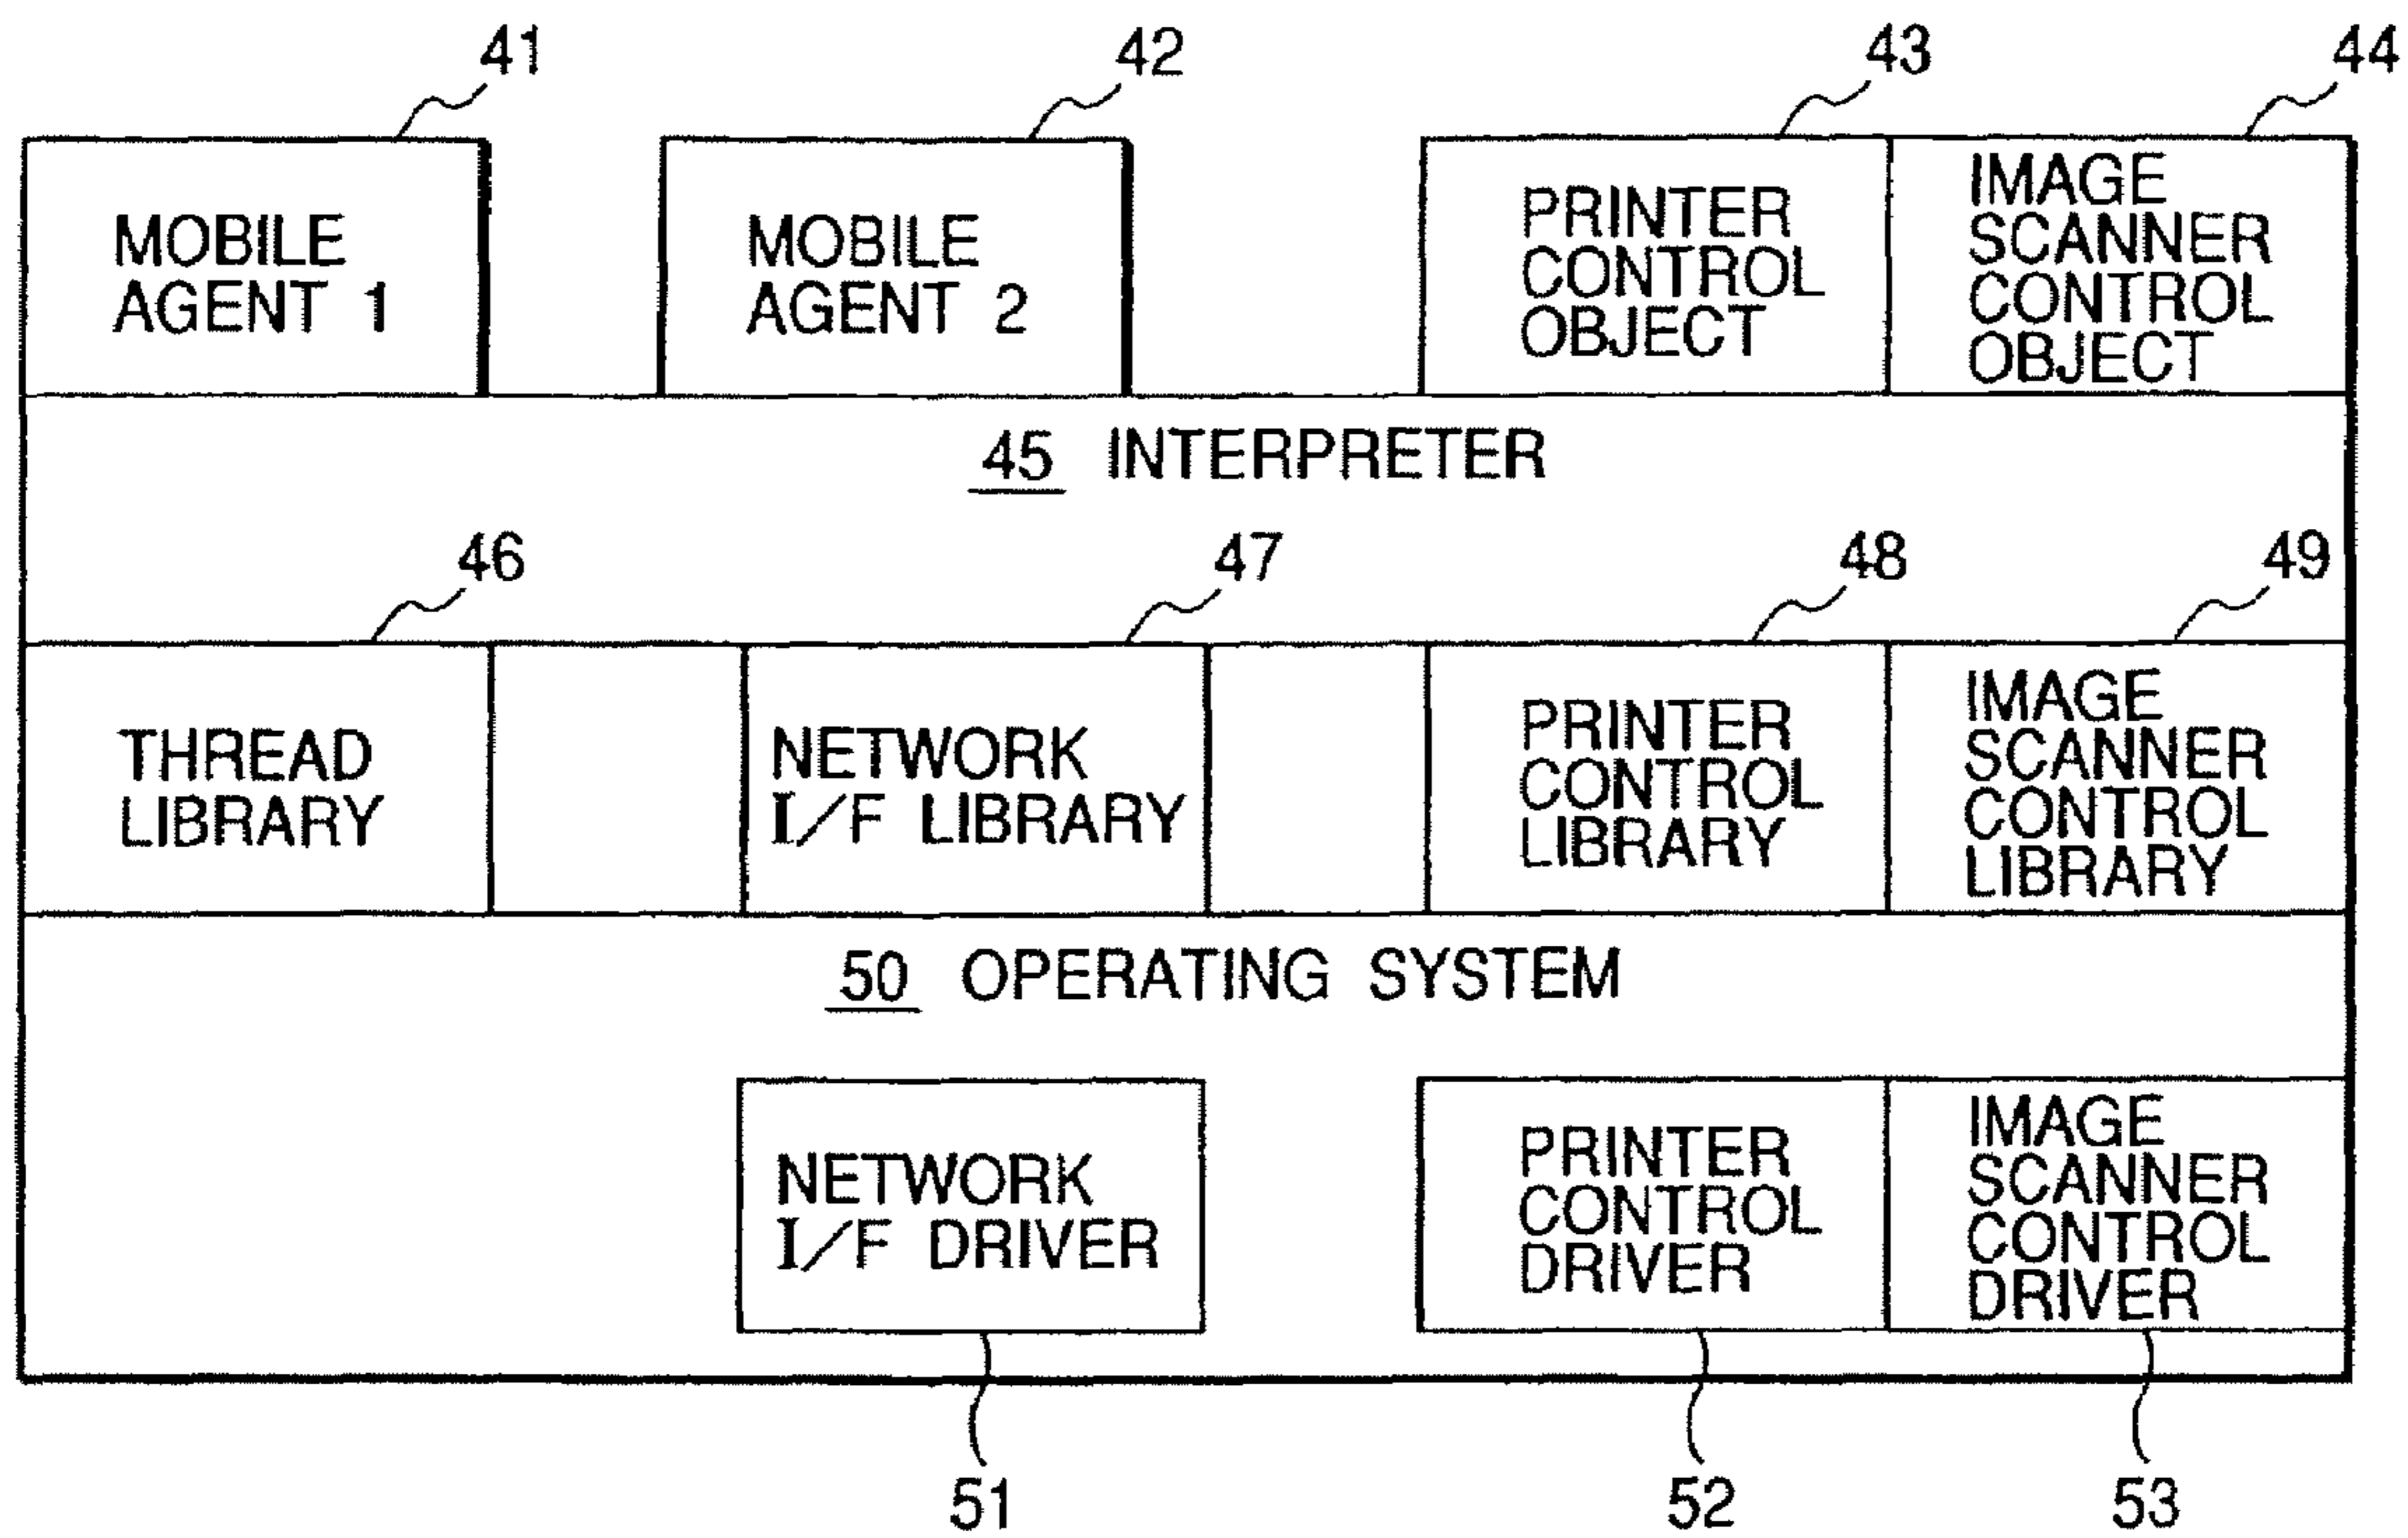 41
42
43
44
MOBILE
AGENT 1
MOBILE
AGENT 2
PRINTER
CONTROL
OBJECT
IMAGE
SCANNER
CONTROL
OBJECT
45 INTERPRETER
46
47
48
49
THREAD
LIBRARY
NETWORK
I/F LIBRARY
PRINTER
CONTROL
LIBRARY
IMAGE
SCANNER
CONTROL
LIBRARY
50 OPERATING SYSTEM
NETWORK
I/F DRIVER
PRINTER
CONTROL
DRIVER
IMAGE
SCANNER
CONTROL
DRIVER
51
52
53